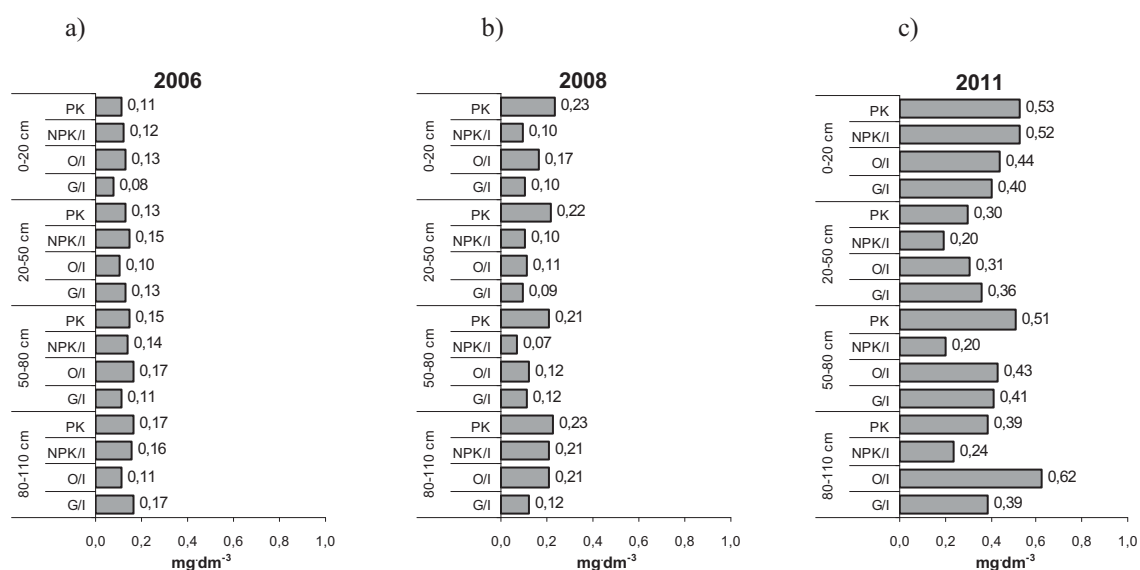 a)
2006
0-20 cm
PK 0,11
NPK/I 0,12
O/I 0,13
G/I 0,08
20-50 cm
PK 0,13
NPK/I 0,15
O/I 0,10
G/I 0,13
50-80 cm
PK 0,15
NPK/I 0,14
O/I 0,17
G/I 0,11
80-110 cm
PK 0,17
NPK/I 0,16
O/I 0,11
G/I 0,17
0,0 0,2 0,4 0,6 0,8 1,0
mg·dm-3
b)
2008
0-20 cm
PK 0,23
NPK/I 0,10
O/I 0,17
G/I 0,10
20-50 cm
PK 0,22
NPK/I 0,10
O/I 0,11
G/I 0,09
50-80 cm
PK 0,21
NPK/I 0,07
O/I 0,12
G/I 0,12
80-110 cm
PK 0,23
NPK/I 0,21
O/I 0,21
G/I 0,12
0,0 0,2 0,4 0,6 0,8 1,0
mg·dm-3
c)
2011
0-20 cm
PK 0,53
NPK/I 0,52
O/I 0,44
G/I 0,40
20-50 cm
PK 0,30
NPK/I 0,20
O/I 0,31
G/I 0,36
50-80 cm
PK 0,51
NPK/I 0,20
O/I 0,43
G/I 0,41
80-110 cm
PK 0,39
NPK/I 0,24
O/I 0,62
G/I 0,39
0,0 0,2 0,4 0,6 0,8 1,0
mg·dm-3